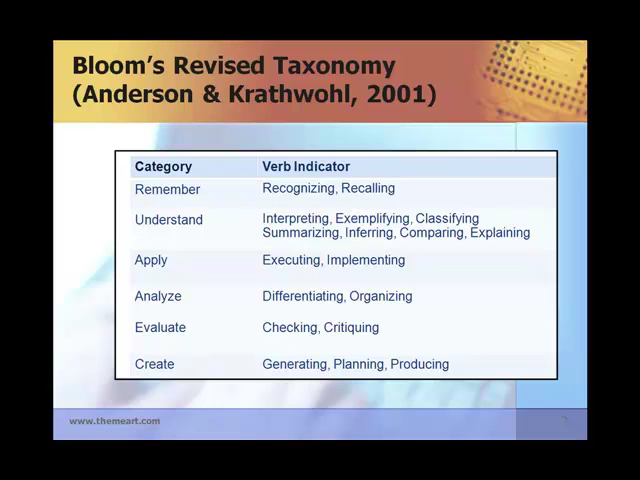 Bloom's Revised Taxonomy
(Anderson & Krathwohl, 2001)
Category Verb Indicator
Remember Recognizing, Recalling
Understand Interpreting, Exemplifying, Classifying
Summarizing, Inferring, Comparing, Explaining
Apply Executing, Implementing
Analyze Differentiating, Organizing
Evaluate Checking, Critiquing
Create Generating, Planning, Producing
www.themeart.com